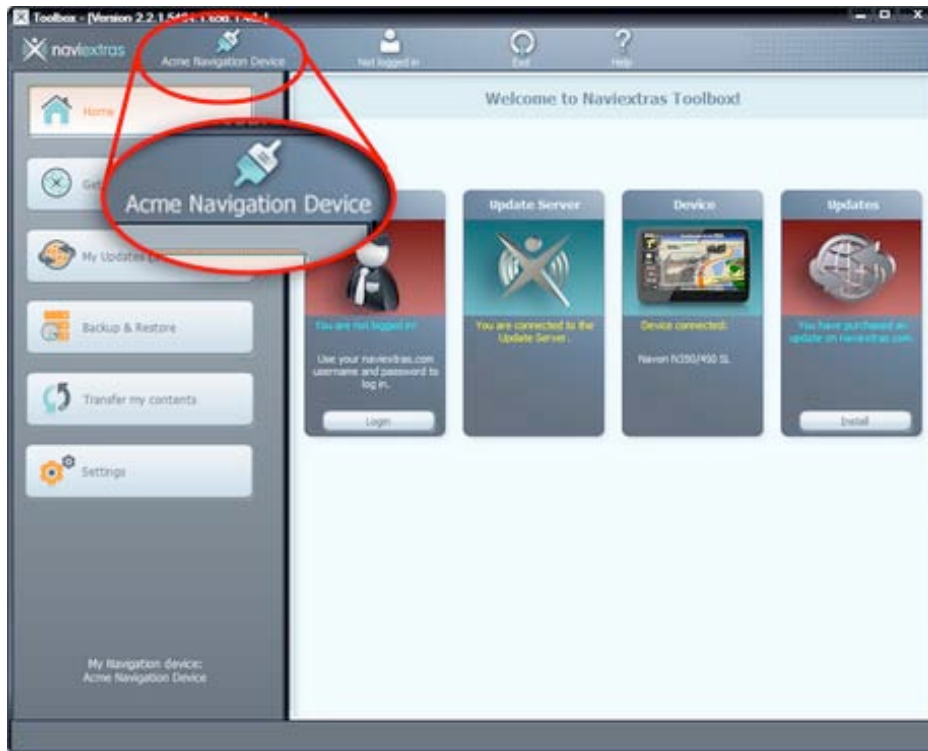 Toolbox - [Version 2.2.1.
naviextras
Acme Navigation Device
Not logged in
Exit
Help
Home
Welcome to Naviextras Toolbox!
Get
Acme Navigation Device
My Updates
Backup & Restore
Transfer my contents
Settings
My Navigation device:
Acme Navigation Device
You are not logged in!
Use your naviextras.com
username and password to
log in.
Login
Update Server
You are connected to the
Update Server.
Device
Device connected:
Navon N350/490 SL
Updates
You have purchased an
update on naviextras.com
Install